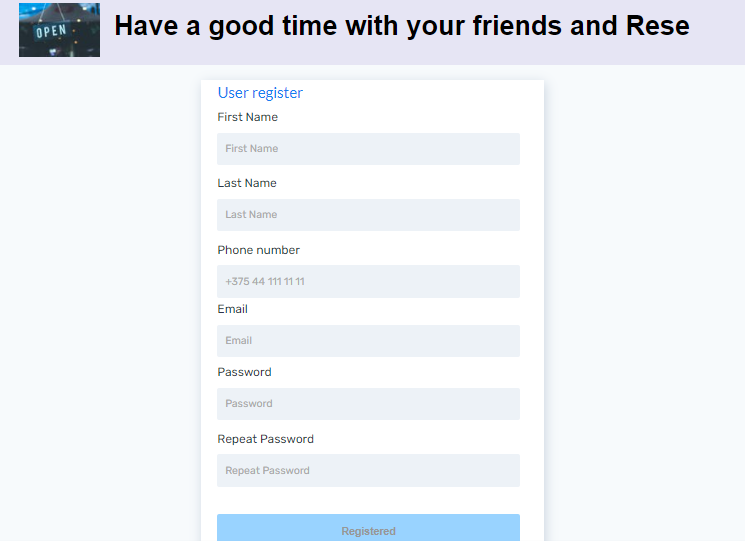 OPEN
Have a good time with your friends and Rese
User register
First Name
First Name
Last Name
Last Name
Phone number
+375 44 111 11 11
Email
Email
Password
Password
Repeat Password
Repeat Password
Registered